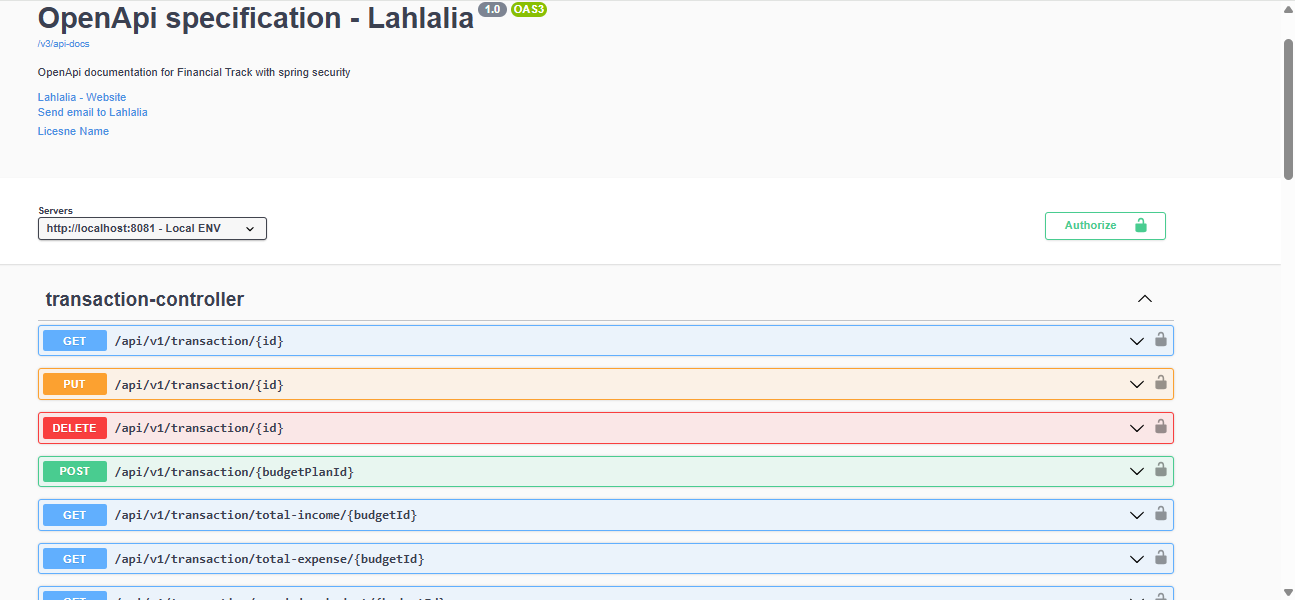 OpenApi specification - Lahlalia 1.0 OAS3
/v3/api-docs
OpenApi documentation for Financial Track with spring security
Lahlalia - Website
Send email to Lahlalia
Licesne Name
Servers
http://localhost:8081 - Local ENV
Authorize
transaction-controller
GET /api/v1/transaction/{id}
PUT /api/v1/transaction/{id}
DELETE /api/v1/transaction/{id}
POST /api/v1/transaction/{budgetPlanId}
GET /api/v1/transaction/total-income/{budgetId}
GET /api/v1/transaction/total-expense/{budgetId}
GET